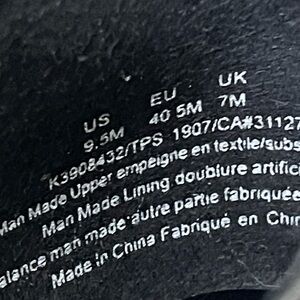 US EU UK
9.5M 40 5M 7M
K3908432/TPS 1907/CA#31127
Man Made Upper empeigne en textile/subs
Man Made Lining doublure artifici
alance man made autre partie fabriquée
Made in China Fabriqué en Chin